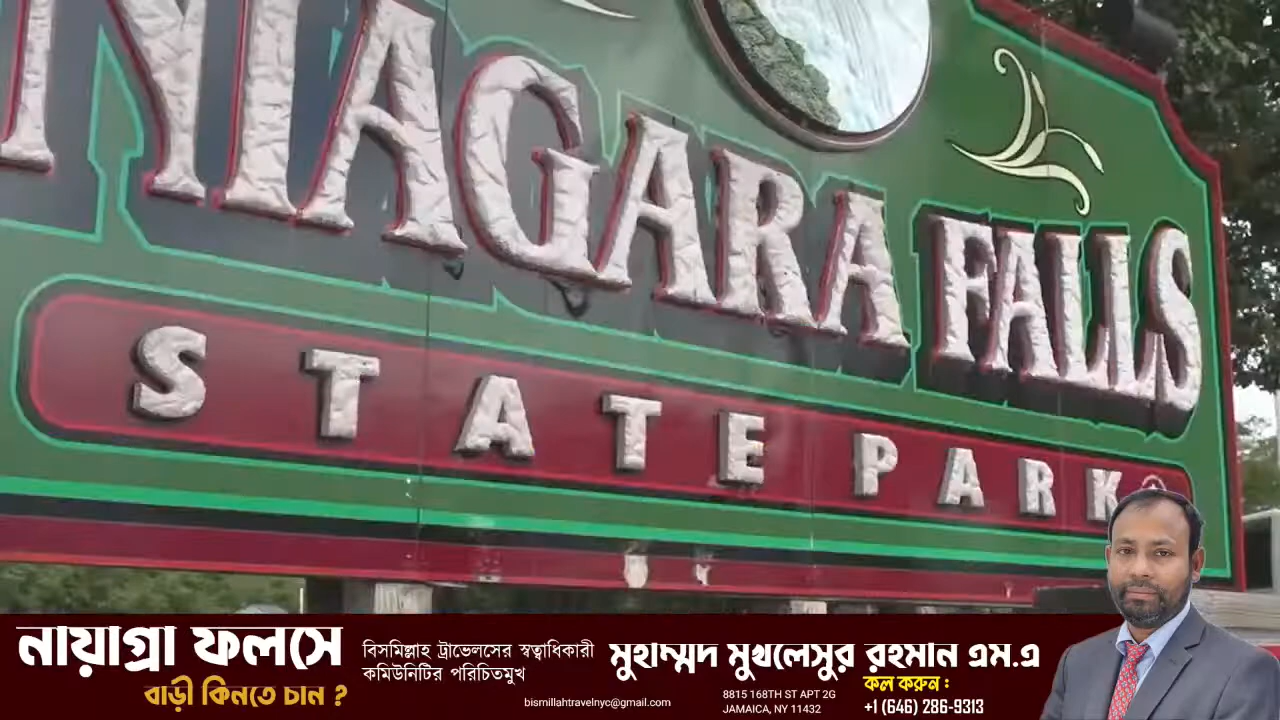 NIAGARA FALLS
STATE PARK
নায়াগ্রা ফলসে
বাড়ী কিনতে চান ?
বিসমিল্লাহ ট্রাভেলসের স্বত্বাধিকারী
কমিউনিটির পরিচিতমুখ
মুহাম্মদ মুখলেসুর রহমান এম.এ
bismillahtravelnyc@gmail.com
8815 168TH ST APT 2G
JAMAICA, NY 11432
কল করুন :
+1 (646) 286-9313